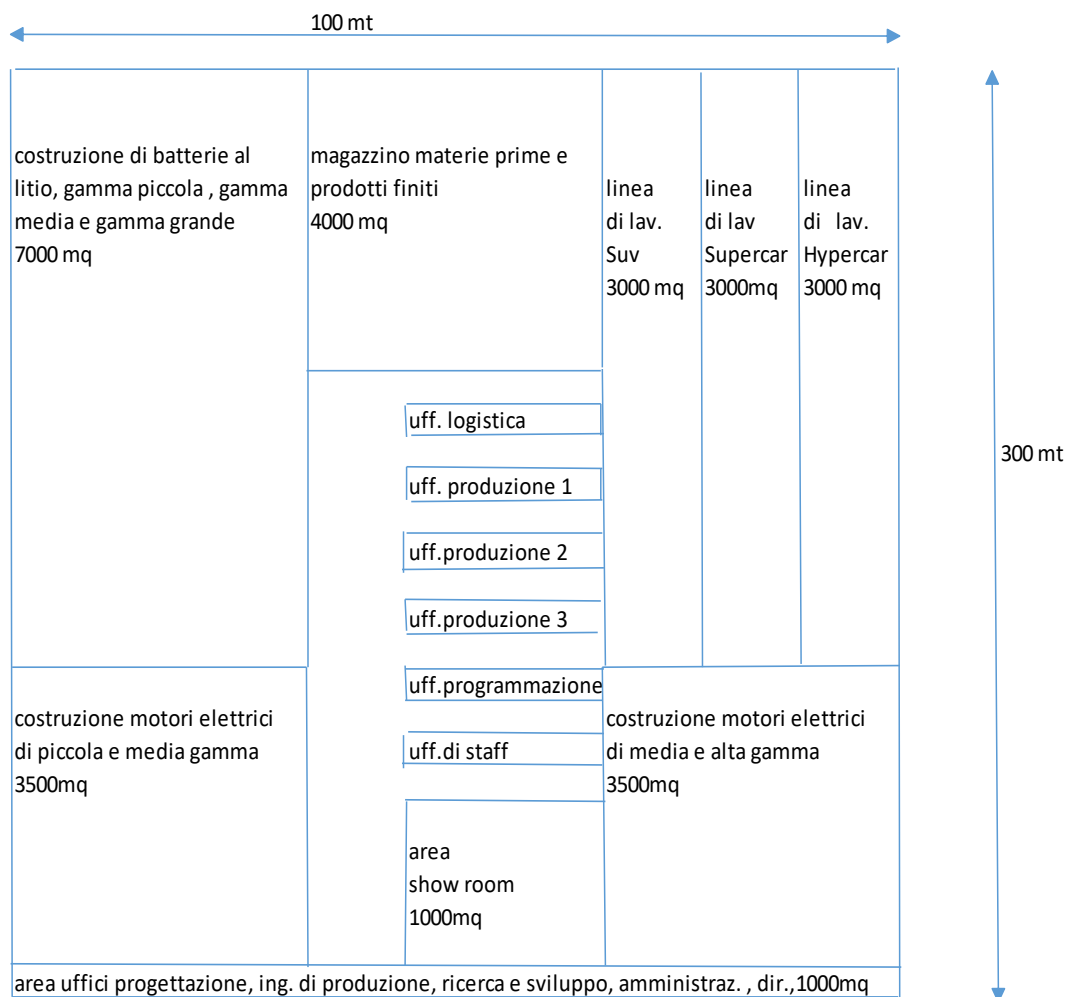 100 mt
costruzione di batterie al
litio, gamma piccola , gamma
media e gamma grande
7000 mq
magazzino materie prime e
prodotti finiti
4000 mq
linea
di lav.
Suv
3000 mq
linea
di lav
Supercar
3000mq
linea
di lav.
Hypercar
3000 mq
uff. logistica
uff. produzione 1
uff.produzione 2
uff.produzione 3
uff.programmazione
uff.di staff
300 mt
costruzione motori elettrici
di piccola e media gamma
3500mq
costruzione motori elettrici
di media e alta gamma
3500mq
area
show room
1000mq
area uffici progettazione, ing. di produzione, ricerca e sviluppo, amministraz. , dir.,1000mq